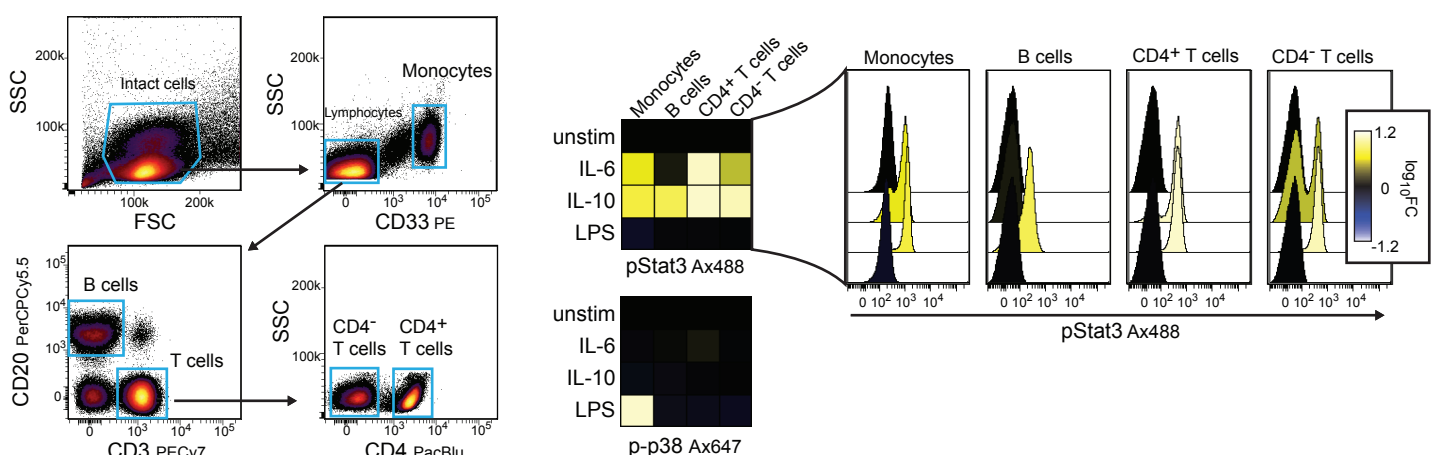 SSC
200k
100k
Intact cells
100k
200k
FSC
SSC
200k
100k
Lymphocytes
Monocytes
0
10³
10⁴
10⁵
CD33 PE
CD20 PerCPCy5.5
10⁵
10⁴
10³
0
B cells
T cells
0
10³
10⁴
10⁵
CD3 PECy7
SSC
200k
100k
CD4⁻
T cells
CD4⁺
T cells
0
10³
10⁴
10⁵
CD4 PacBlu
Monocytes
B cells
CD4+ T cells
CD4⁻ T cells
unstim
IL-6
IL-10
LPS
pStat3 Ax488
unstim
IL-6
IL-10
LPS
p-p38 Ax647
Monocytes
B cells
CD4⁺ T cells
CD4⁻ T cells
0 10² 10³ 10⁴
0 10² 10³ 10⁴
0 10² 10³ 10⁴
0 10² 10³ 10⁴
pStat3 Ax488
1.2
0
-1.2
log₁₀FC